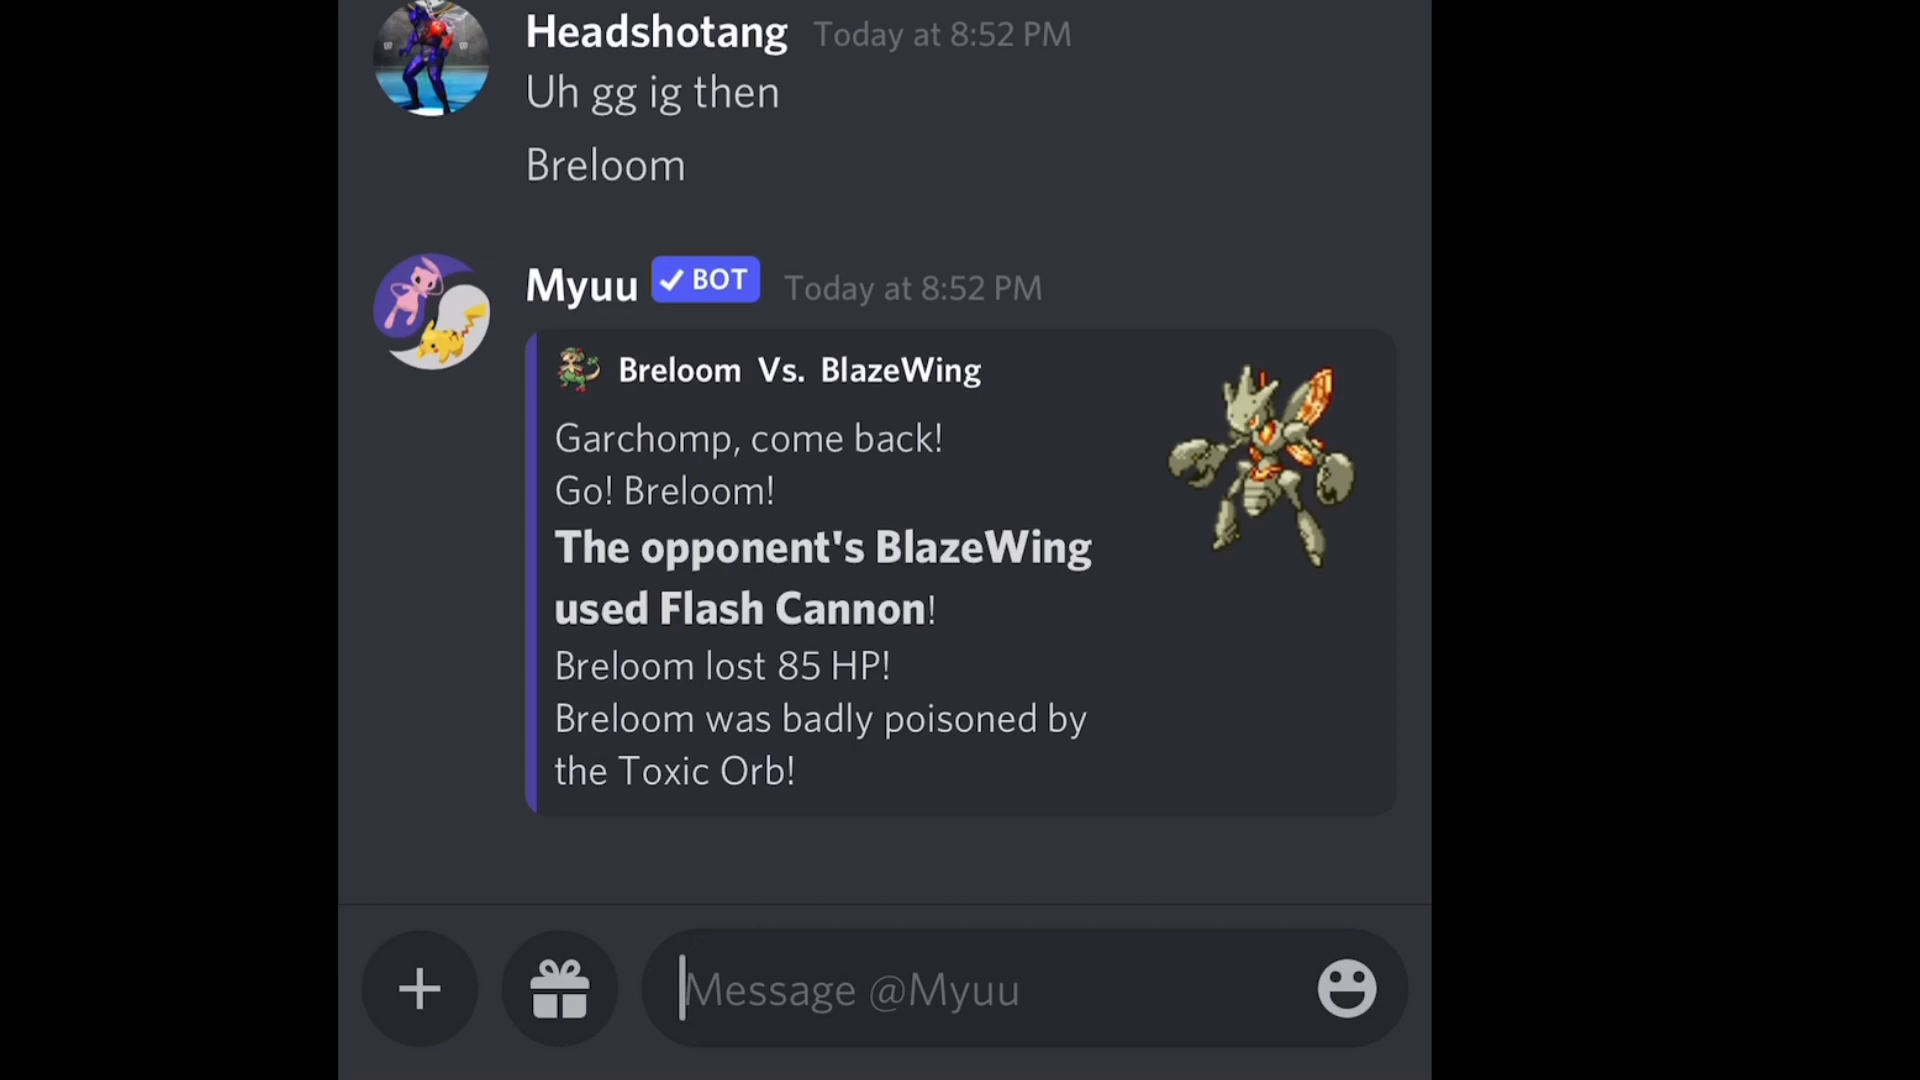 Headshotang Today at 8:52 PM
Uh gg ig then
Breloom
Myuu BOT Today at 8:52 PM
Breloom Vs. BlazeWing
Garchomp, come back!
Go! Breloom!
The opponent's BlazeWing
used Flash Cannon!
Breloom lost 85 HP!
Breloom was badly poisoned by
the Toxic Orb!
Message @Myuu